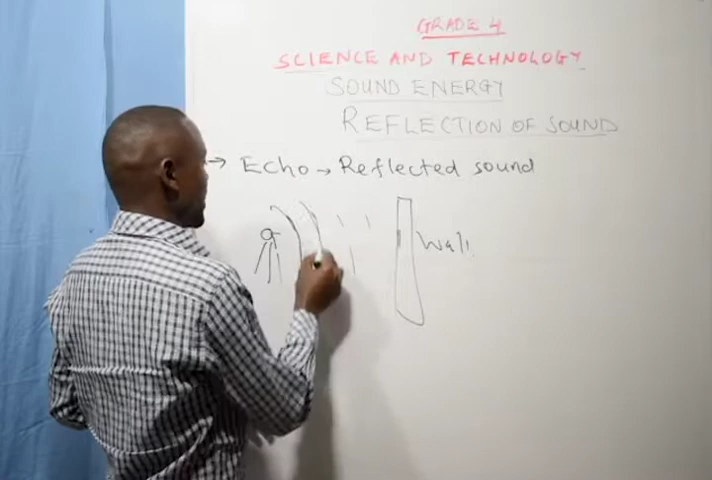 GRADE 4
SCIENCE AND TECHNOLOGY
SOUND ENERGY
REFLECTION OF SOUND
→ Echo → Reflected sound
Wall